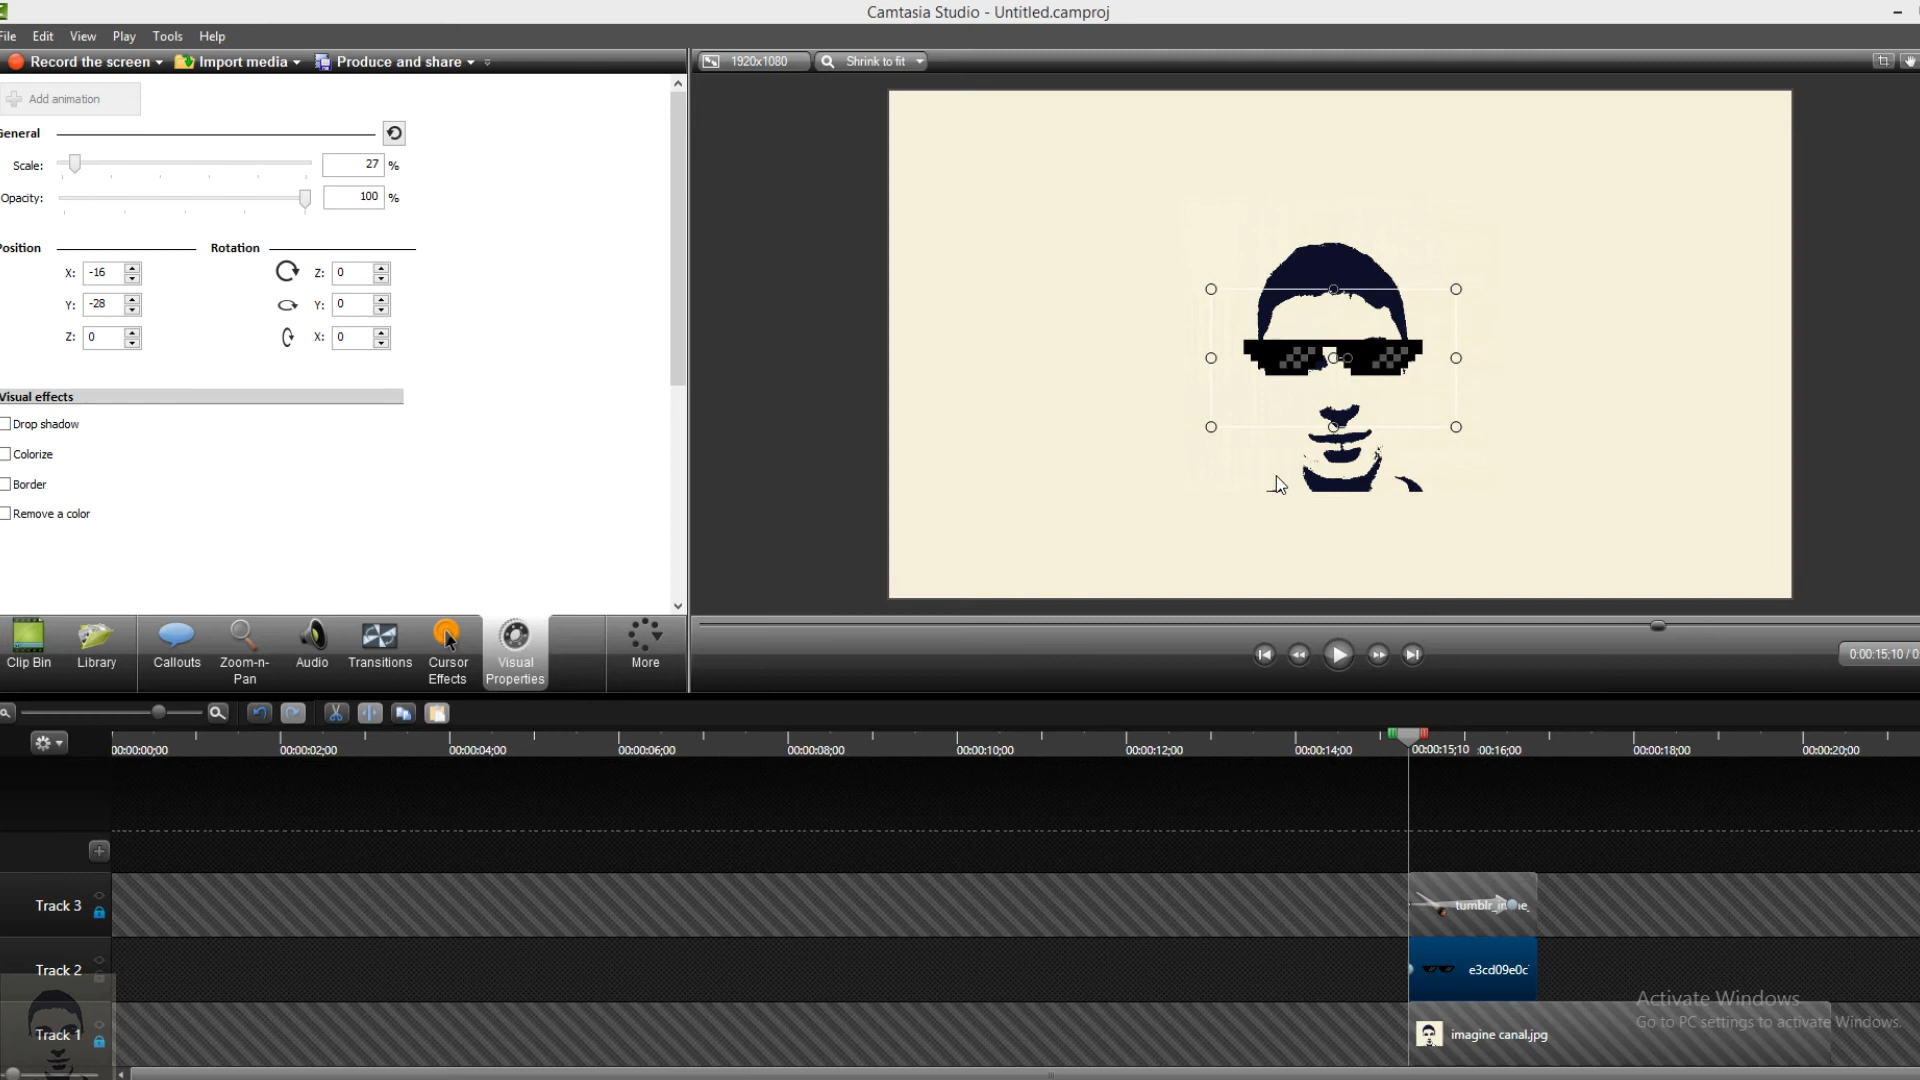 Camtasia Studio - Untitled.camproj
File Edit View Play Tools Help
Record the screen Import media Produce and share
1920x1080 Shrink to fit
Add animation
General
Scale: 27 %
Opacity: 100 %
Position Rotation
X: -16 Z: 0
Y: -28 Y: 0
Z: 0 X: 0
Visual effects
Drop shadow
Colorize
Border
Remove a color
Clip Bin Library Callouts Zoom-n-Pan Audio Transitions Cursor Effects Visual Properties More
0:00:15;10 / 0:
00:00:00;00 00:00:02;00 00:00:04;00 00:00:06;00 00:00:08;00 00:00:10;00 00:00:12;00 00:00:14;00 00:00:15;10 :00:16;00 00:00:18;00 00:00:20;00
Track 3
Track 2 e3cd09e0c
Track 1 imagine canal.jpg
Activate Windows
Go to PC settings to activate Windows.